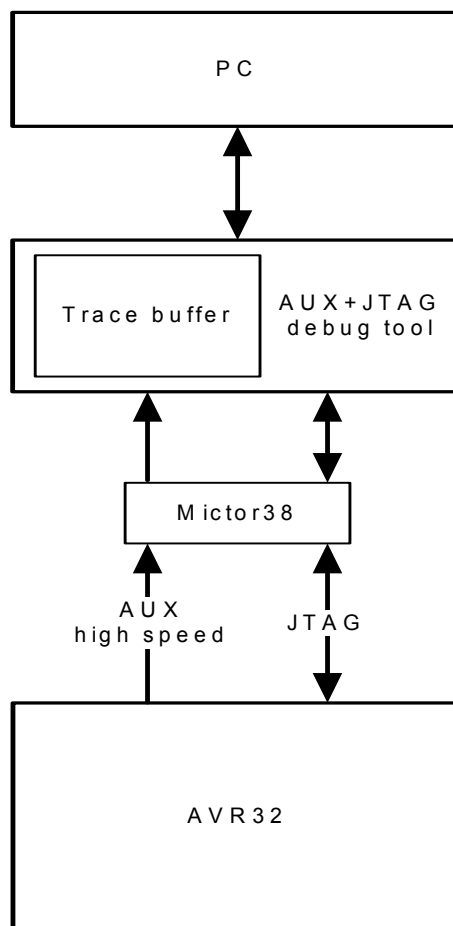 PC
Trace buffer
AUX+JTAG
debug tool
Mictor38
AUX
high speed
JTAG
AVR32